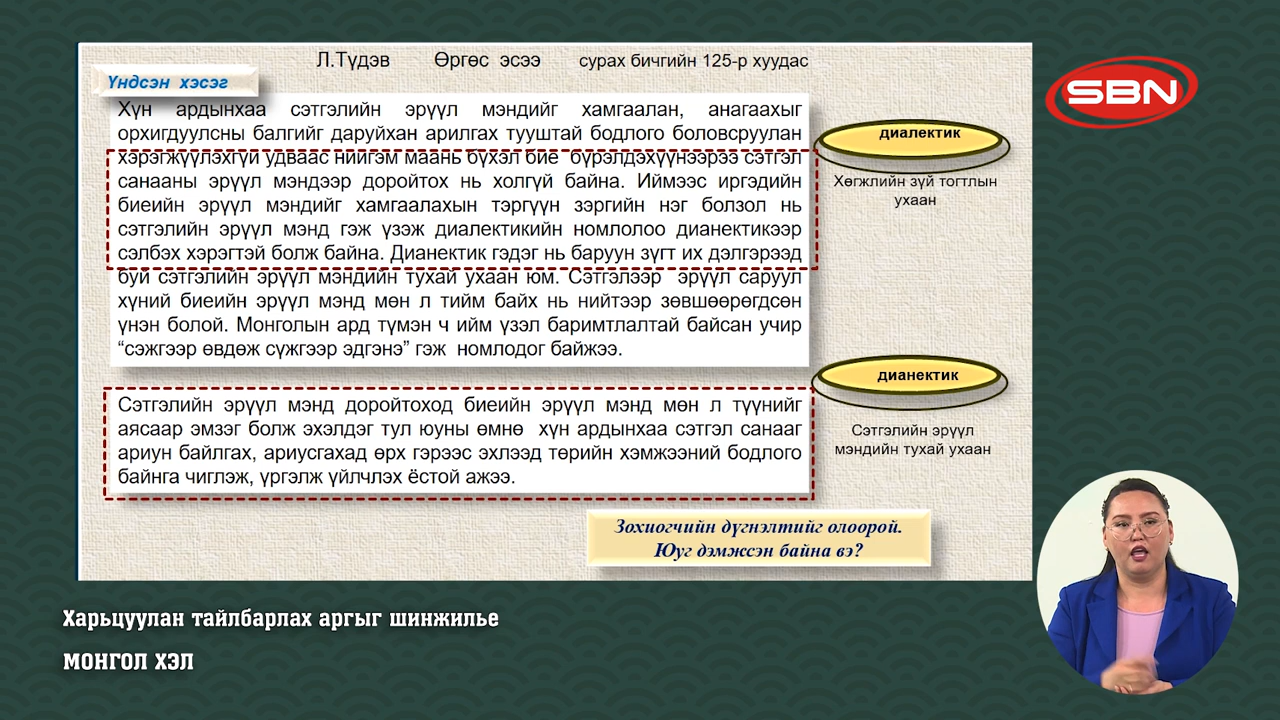 Л.Түдэв Өргөс эсээ сурах бичгийн 125-р хуудас
Үндсэн хэсэг
Хүн ардынхаа сэтгэлийн эрүүл мэндийг хамгаалан, анагаахыг
орхигдуулсны балгийг даруйхан арилгах тууштай бодлого боловсруулан
хэрэгжүүлэхгүй удваас нийгэм маань бүхэл бие бүрэлдэхүүнээрээ сэтгэл
санааны эрүүл мэндээр доройтох нь холгүй байна. Иймээс иргэдийн
биеийн эрүүл мэндийг хамгаалахын тэргүүн зэргийн нэг болзол нь
сэтгэлийн эрүүл мэнд гэж үзэж диалектикийн номлолоо дианектикээр
сэлбэх хэрэгтэй болж байна. Дианектик гэдэг нь баруун зүгт их дэлгэрээд
буй сэтгэлийн эрүүл мэндийн тухай ухаан юм. Сэтгэлээр эрүүл саруул
хүний биеийн эрүүл мэнд мөн л тийм байх нь нийтээр зөвшөөрөгдсөн
үнэн болой. Монголын ард түмэн ч ийм үзэл баримтлалтай байсан учир
“сэжгээр өвдөж сүжгээр эдгэнэ” гэж номлодог байжээ.
Сэтгэлийн эрүүл мэнд доройтоход биеийн эрүүл мэнд мөн л түүнийг
аясаар эмзэг болж эхэлдэг тул юуны өмнө хүн ардынхаа сэтгэл санааг
ариун байлгах, ариусгахад өрх гэрээс эхлээд төрийн хэмжээний бодлого
байнга чиглэж, үргэлж үйлчлэх ёстой ажээ.
диалектик
Хөгжлийн зүй тогтлын
ухаан
дианектик
Сэтгэлийн эрүүл
мэндийн тухай ухаан
Зохиогчийн дүгнэлтийг олоорой.
Юуг дэмжсэн байна вэ?
SBN
Харьцуулан тайлбарлах аргыг шинжилье
МОНГОЛ ХЭЛ